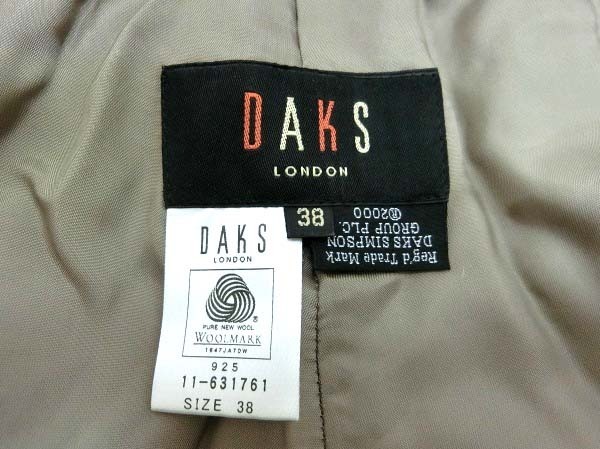 DAKS
LONDON
38
Reg'd Trade Mark
DAKS SIMPSON
GROUP PLC.
®2000
DAKS
LONDON
®
PURE NEW WOOL
WOOLMARK
1647JA70W
925
11-631761
SIZE 38